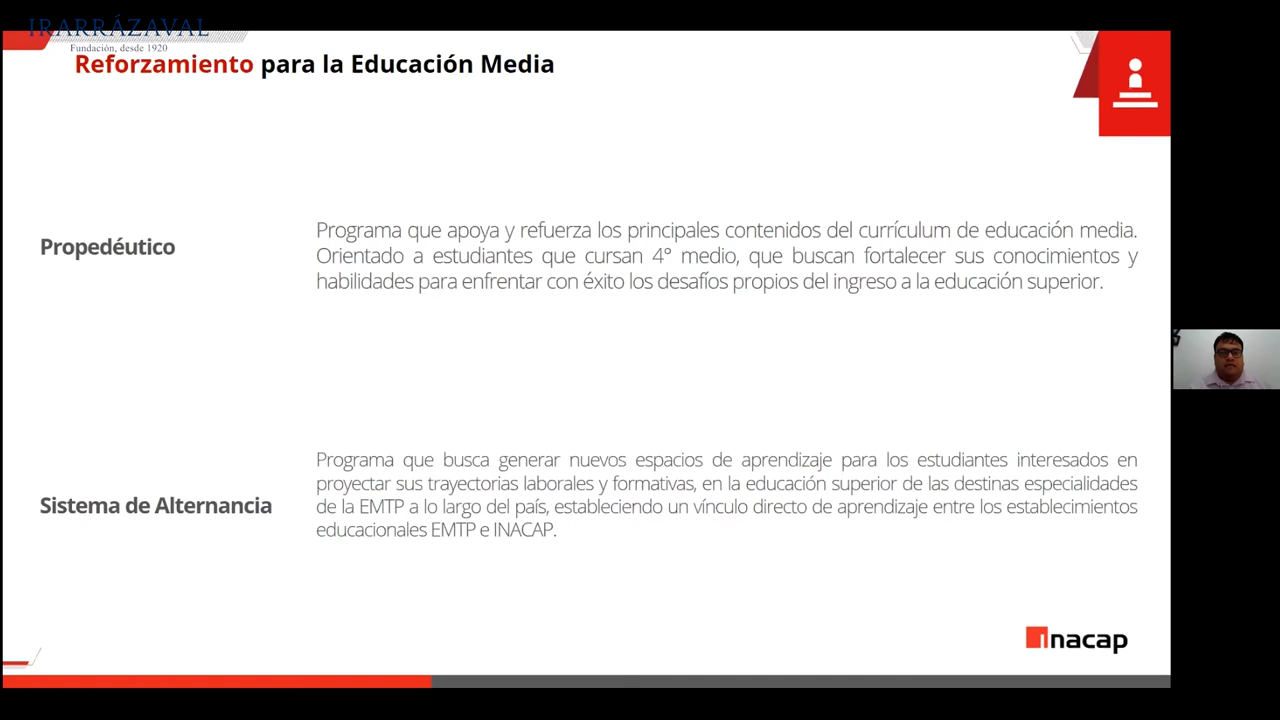 IRARRÁZAVAL
Fundación, desde 1920
Reforzamiento para la Educación Media
Propedéutico
Programa que apoya y refuerza los principales contenidos del currículum de educación media.
Orientado a estudiantes que cursan 4° medio, que buscan fortalecer sus conocimientos y
habilidades para enfrentar con éxito los desafíos propios del ingreso a la educación superior.
Sistema de Alternancia
Programa que busca generar nuevos espacios de aprendizaje para los estudiantes interesados en
proyectar sus trayectorias laborales y formativas, en la educación superior de las destinas especialidades
de la EMTP a lo largo del país, estableciendo un vínculo directo de aprendizaje entre los establecimientos
educacionales EMTP e INACAP.
inacap